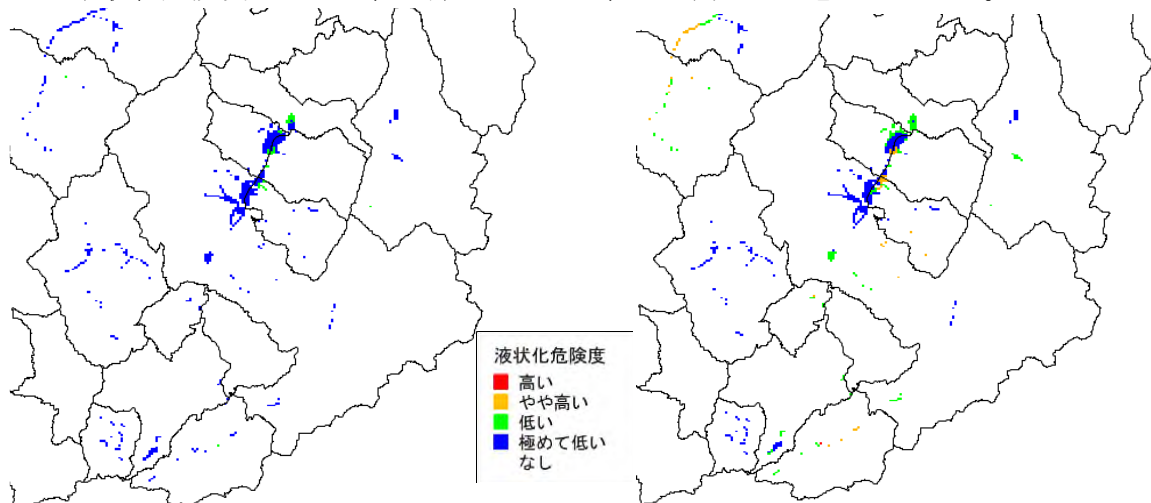 液状化危険度
高い
やや高い
低い
極めて低い
なし